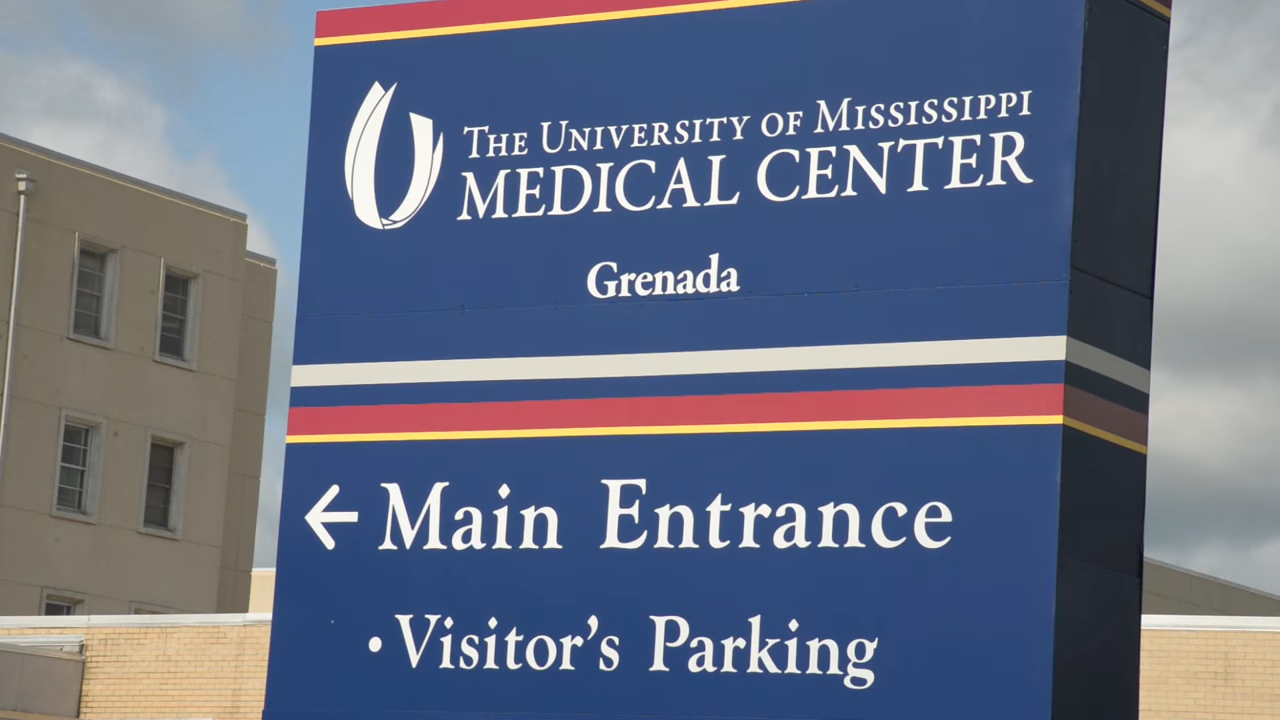 THE UNIVERSITY OF MISSISSIPPI
MEDICAL CENTER
Grenada
← Main Entrance
• Visitor's Parking